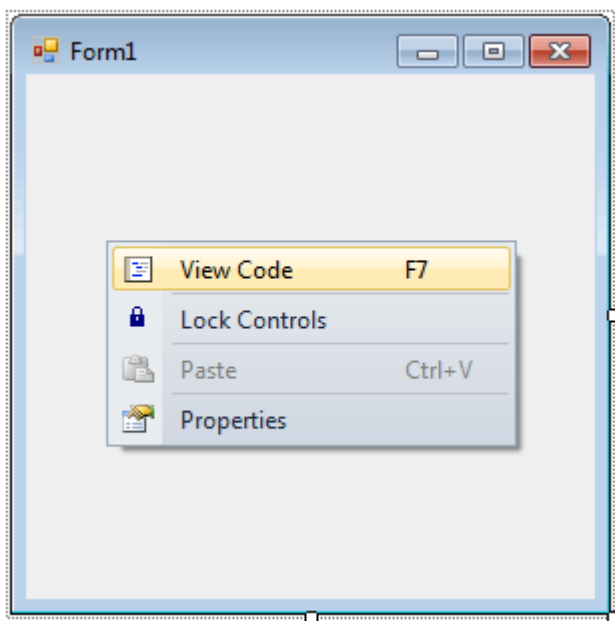 Form1
View Code F7
Lock Controls
Paste Ctrl+V
Properties